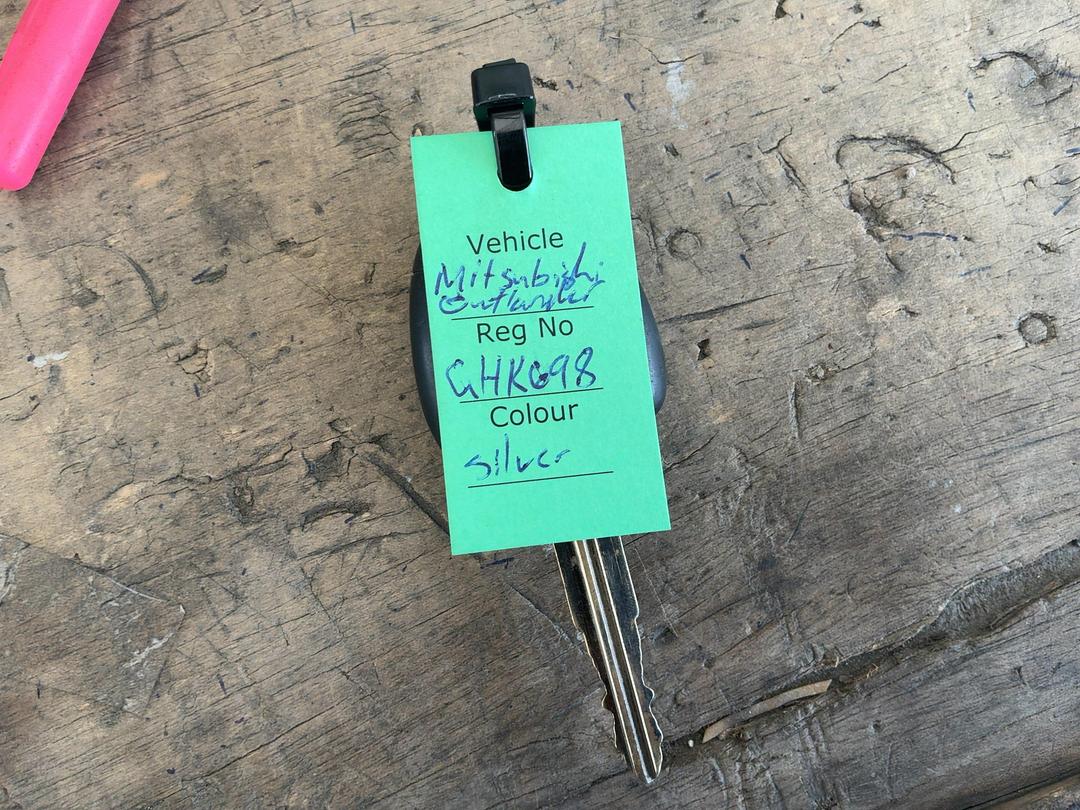 Vehicle
Mitsubishi
Outlander
Reg No
GHK698
Colour
silver